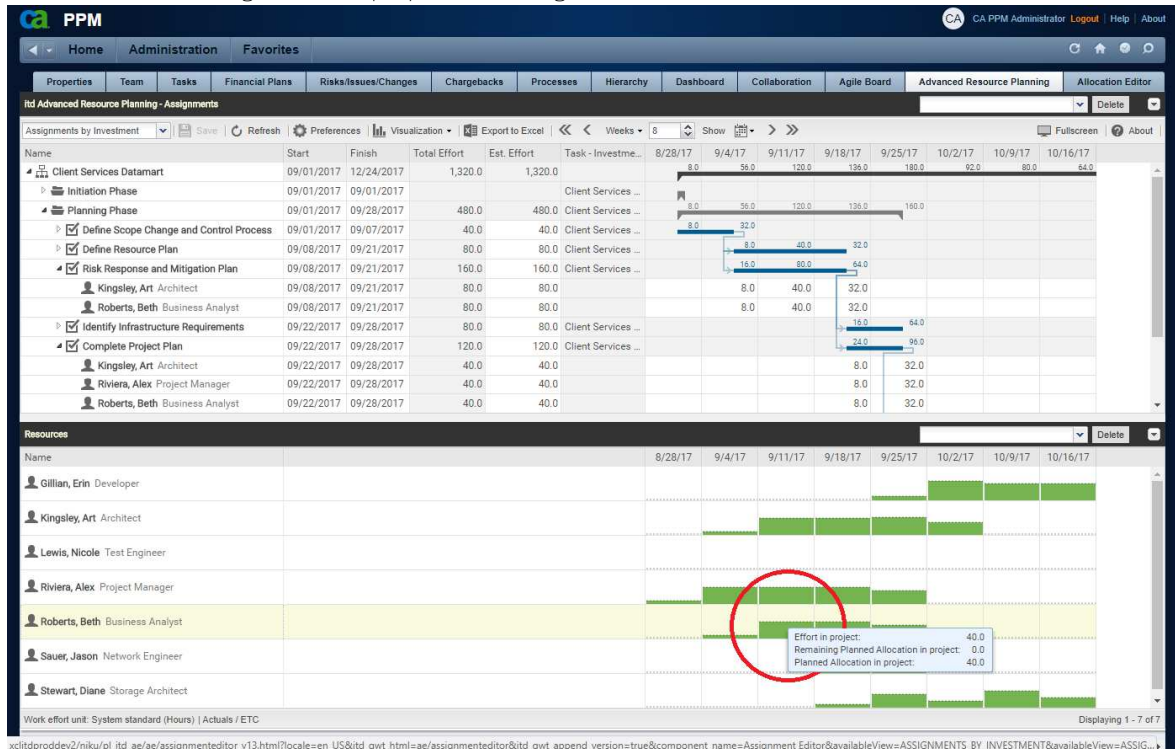 ca PPM
CA CA PPM Administrator Logout | Help | About
Home Administration Favorites
Properties Team Tasks Financial Plans Risks/Issues/Changes Chargebacks Processes Hierarchy Dashboard Collaboration Agile Board Advanced Resource Planning Allocation Editor
itd Advanced Resource Planning - Assignments Delete
Assignments by Investment Save Refresh Preferences Visualization Export to Excel Weeks 8 Show Fullscreen About
Name Start Finish Total Effort Est. Effort Task - Investme... 8/28/17 9/4/17 9/11/17 9/18/17 9/25/17 10/2/17 10/9/17 10/16/17
Client Services Datamart 09/01/2017 12/24/2017 1,320.0 1,320.0 8.0 56.0 120.0 136.0 180.0 92.0 80.0 64.0
Initiation Phase 09/01/2017 09/01/2017 Client Services ...
Planning Phase 09/01/2017 09/28/2017 480.0 480.0 Client Services ... 8.0 56.0 120.0 136.0 160.0
Define Scope Change and Control Process 09/01/2017 09/07/2017 40.0 40.0 Client Services ... 8.0 32.0
Define Resource Plan 09/08/2017 09/21/2017 80.0 80.0 Client Services ... 8.0 40.0 32.0
Risk Response and Mitigation Plan 09/08/2017 09/21/2017 160.0 160.0 Client Services ... 16.0 80.0 64.0
Kingsley, Art Architect 09/08/2017 09/21/2017 80.0 80.0 8.0 40.0 32.0
Roberts, Beth Business Analyst 09/08/2017 09/21/2017 80.0 80.0 8.0 40.0 32.0
Identify Infrastructure Requirements 09/22/2017 09/28/2017 80.0 80.0 Client Services ... 16.0 64.0
Complete Project Plan 09/22/2017 09/28/2017 120.0 120.0 Client Services ... 24.0 96.0
Kingsley, Art Architect 09/22/2017 09/28/2017 40.0 40.0 8.0 32.0
Riviera, Alex Project Manager 09/22/2017 09/28/2017 40.0 40.0 8.0 32.0
Roberts, Beth Business Analyst 09/22/2017 09/28/2017 40.0 40.0 8.0 32.0
Resources Delete
Name 8/28/17 9/4/17 9/11/17 9/18/17 9/25/17 10/2/17 10/9/17 10/16/17
Gillian, Erin Developer
Kingsley, Art Architect
Lewis, Nicole Test Engineer
Riviera, Alex Project Manager
Roberts, Beth Business Analyst
Effort in project: 40.0
Remaining Planned Allocation in project: 0.0
Planned Allocation in project: 40.0
Sauer, Jason Network Engineer
Stewart, Diane Storage Architect
Work effort unit: System standard (Hours) | Actuals / ETC Displaying 1 - 7 of 7
xclitdproddev2/niku/pl_itd_ae/ae/assignmenteditor_v13.html?locale=en_US&itd_gwt_html=ae/assignmenteditor&itd_gwt_append_version=true&component_name=Assignment Editor&availableView=ASSIGNMENTS_BY_INVESTMENT&availableView=ASSIG...